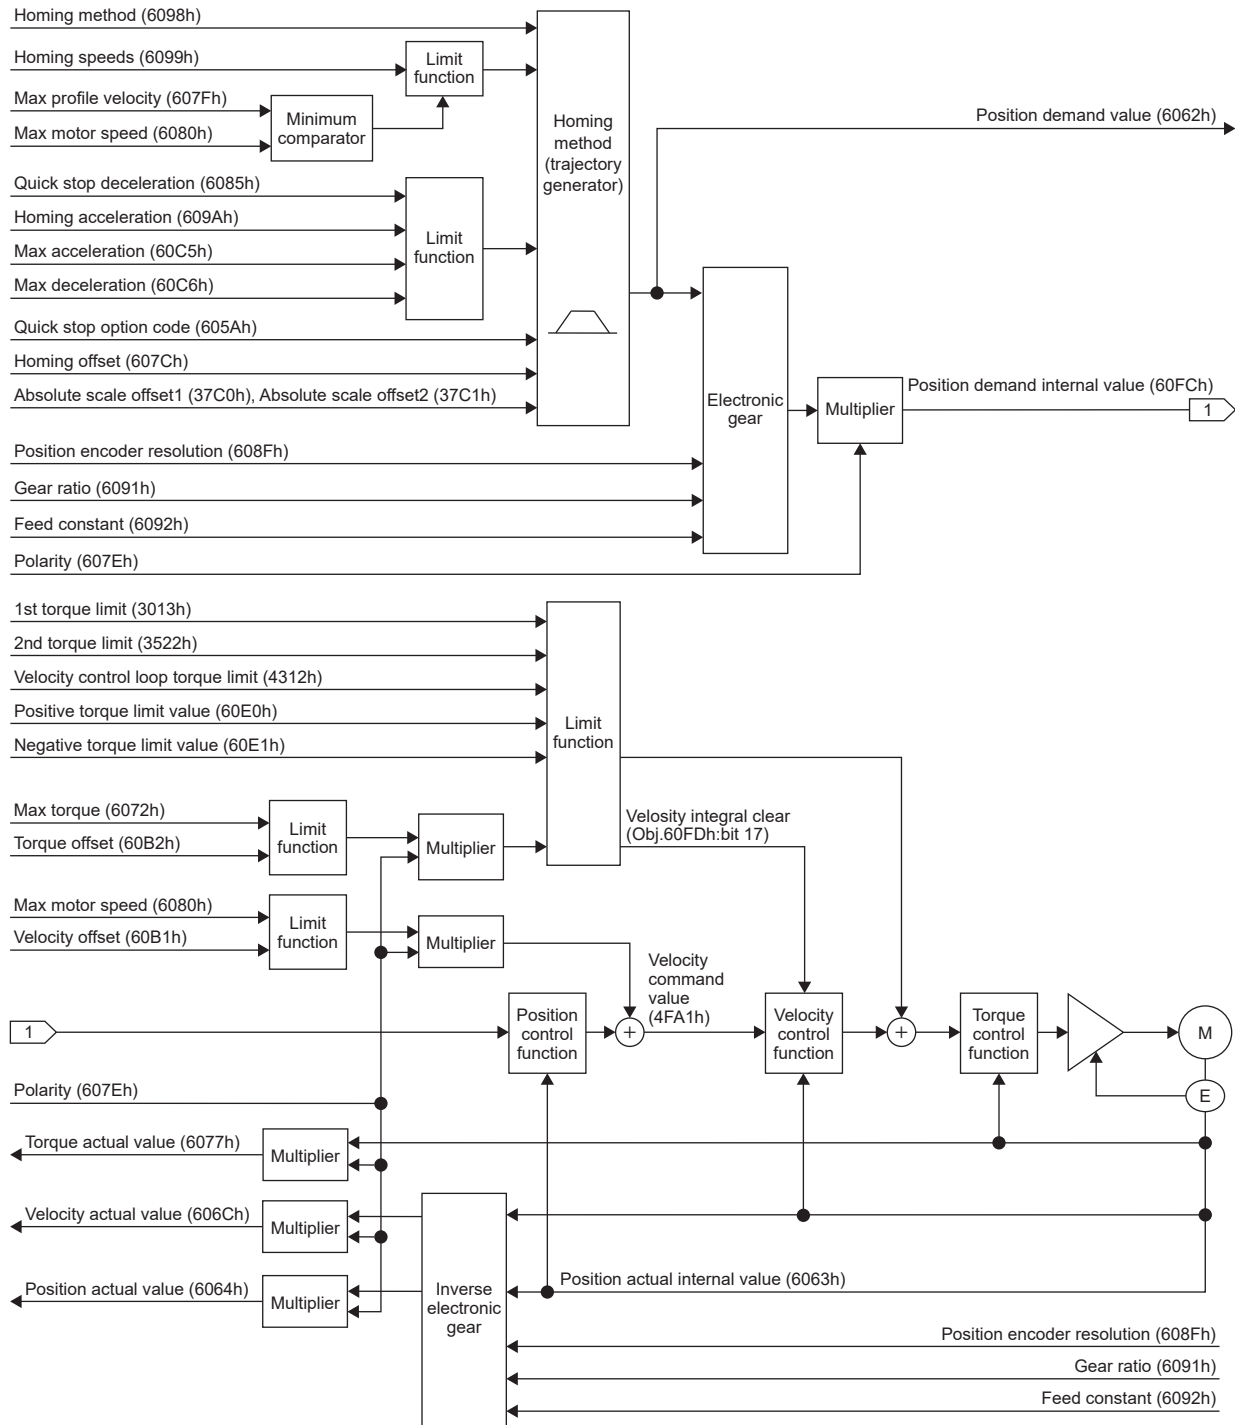 Homing method (6098h)
Homing speeds (6099h)
Limit
function
Max profile velocity (607Fh)
Max motor speed (6080h)
Minimum
comparator
Homing
method
(trajectory
generator)
Position demand value (6062h)
Quick stop deceleration (6085h)
Homing acceleration (609Ah)
Max acceleration (60C5h)
Max deceleration (60C6h)
Limit
function
Quick stop option code (605Ah)
Homing offset (607Ch)
Absolute scale offset1 (37C0h), Absolute scale offset2 (37C1h)
Electronic
gear
Multiplier
Position demand internal value (60FCh)
1
Position encoder resolution (608Fh)
Gear ratio (6091h)
Feed constant (6092h)
Polarity (607Eh)
1st torque limit (3013h)
2nd torque limit (3522h)
Velocity control loop torque limit (4312h)
Positive torque limit value (60E0h)
Negative torque limit value (60E1h)
Limit
function
Max torque (6072h)
Torque offset (60B2h)
Limit
function
Multiplier
Velosity integral clear
(Obj.60FDh:bit 17)
Max motor speed (6080h)
Velocity offset (60B1h)
Limit
function
Multiplier
Velocity
command
value
(4FA1h)
1
Position
control
function
+
Velocity
control
function
+
Torque
control
function
M
E
Polarity (607Eh)
Torque actual value (6077h)
Multiplier
Velocity actual value (606Ch)
Multiplier
Position actual value (6064h)
Multiplier
Inverse
electronic
gear
Position actual internal value (6063h)
Position encoder resolution (608Fh)
Gear ratio (6091h)
Feed constant (6092h)